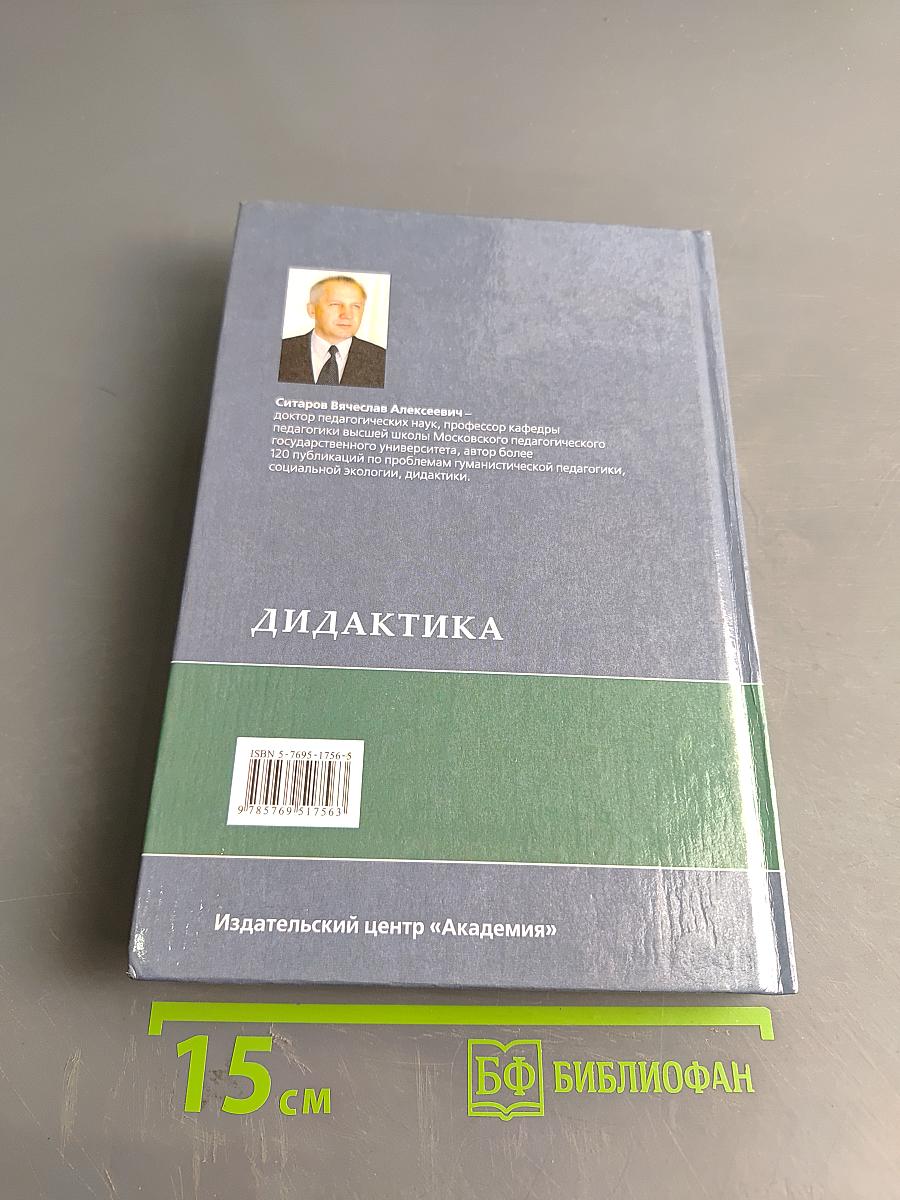 Ситаров Вячеслав Алексеевич –
доктор педагогических наук, профессор кафедры
педагогики высшей школы Московского педагогического
государственного университета, автор более
120 публикаций по проблемам гуманистической педагогики,
социальной экологии, дидактики.
ДИДАКТИКА
ISBN 5-7695-1756-5
9 785769 517563
Издательский центр «Академия»
15 см
БФ БИБЛИОФАН